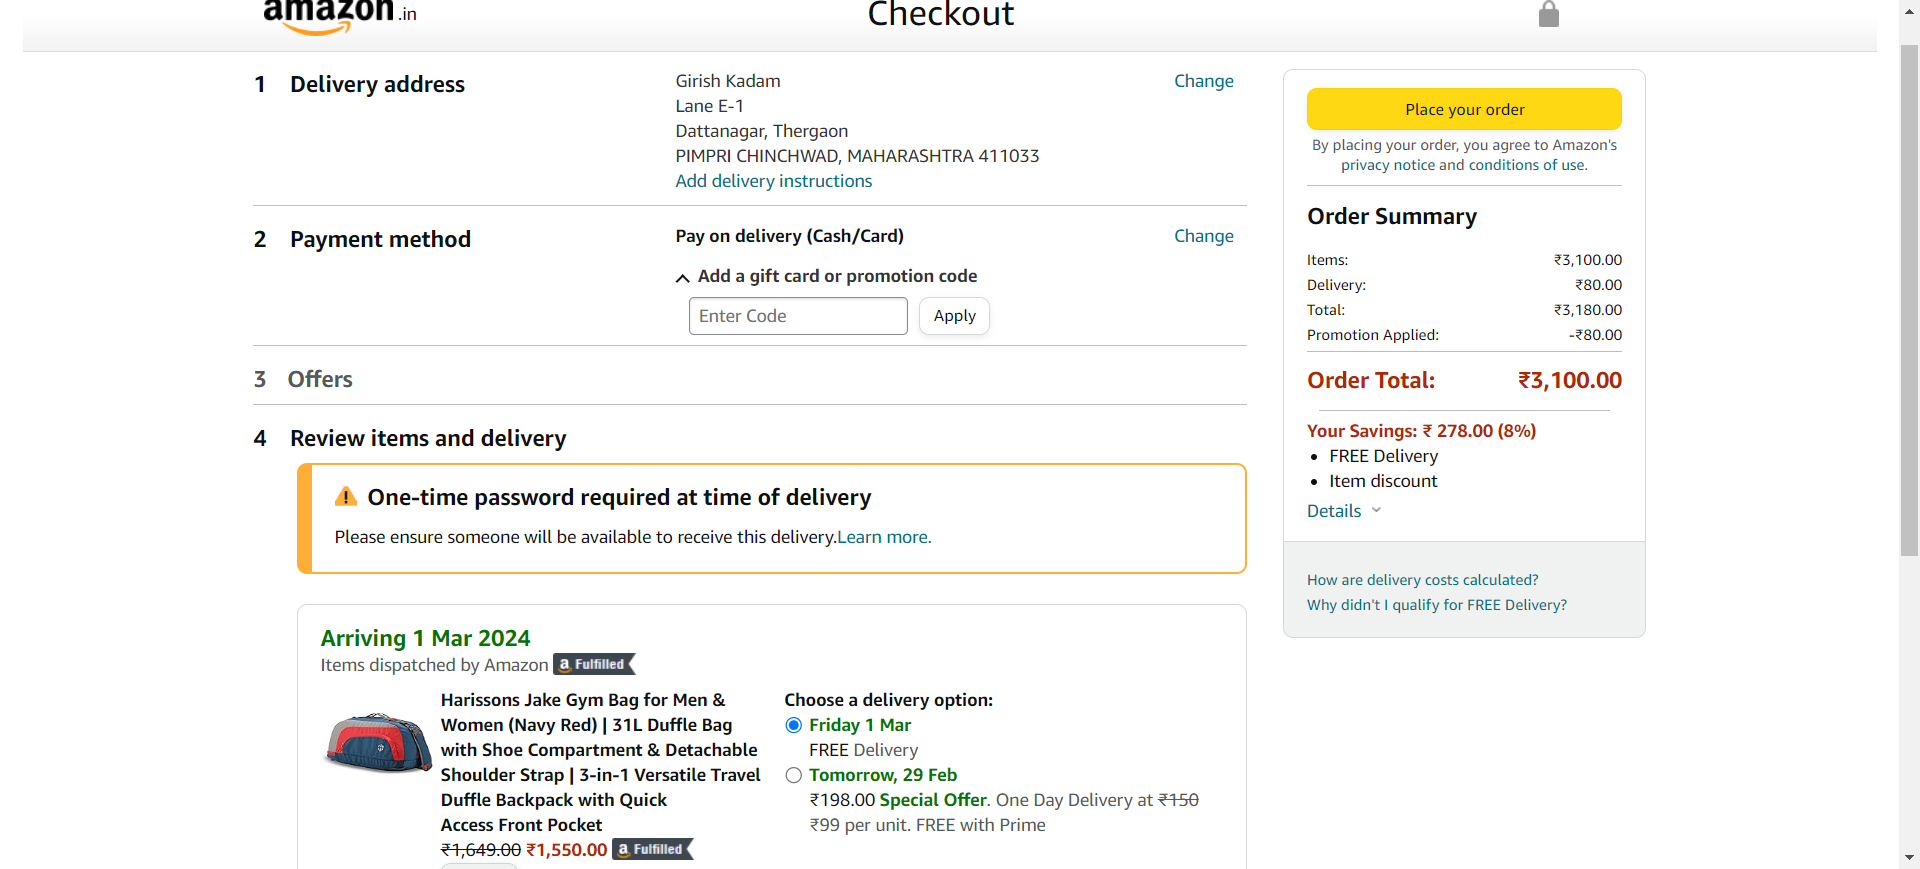 amazon.in
Checkout
1 Delivery address
Girish Kadam
Lane E-1
Dattanagar, Thergaon
PIMPRI CHINCHWAD, MAHARASHTRA 411033
Add delivery instructions
Change
2 Payment method
Pay on delivery (Cash/Card)
Change
Add a gift card or promotion code
Enter Code
Apply
3 Offers
4 Review items and delivery
One-time password required at time of delivery
Please ensure someone will be available to receive this delivery.Learn more.
Arriving 1 Mar 2024
Items dispatched by Amazon a Fulfilled
Harissons Jake Gym Bag for Men &
Women (Navy Red) | 31L Duffle Bag
with Shoe Compartment & Detachable
Shoulder Strap | 3-in-1 Versatile Travel
Duffle Backpack with Quick
Access Front Pocket
₹1,649.00 ₹1,550.00 a Fulfilled
Choose a delivery option:
Friday 1 Mar
FREE Delivery
Tomorrow, 29 Feb
₹198.00 Special Offer. One Day Delivery at ₹150
₹99 per unit. FREE with Prime
Place your order
By placing your order, you agree to Amazon's
privacy notice and conditions of use.
Order Summary
Items: ₹3,100.00
Delivery: ₹80.00
Total: ₹3,180.00
Promotion Applied: -₹80.00
Order Total: ₹3,100.00
Your Savings: ₹ 278.00 (8%)
• FREE Delivery
• Item discount
Details
How are delivery costs calculated?
Why didn't I qualify for FREE Delivery?